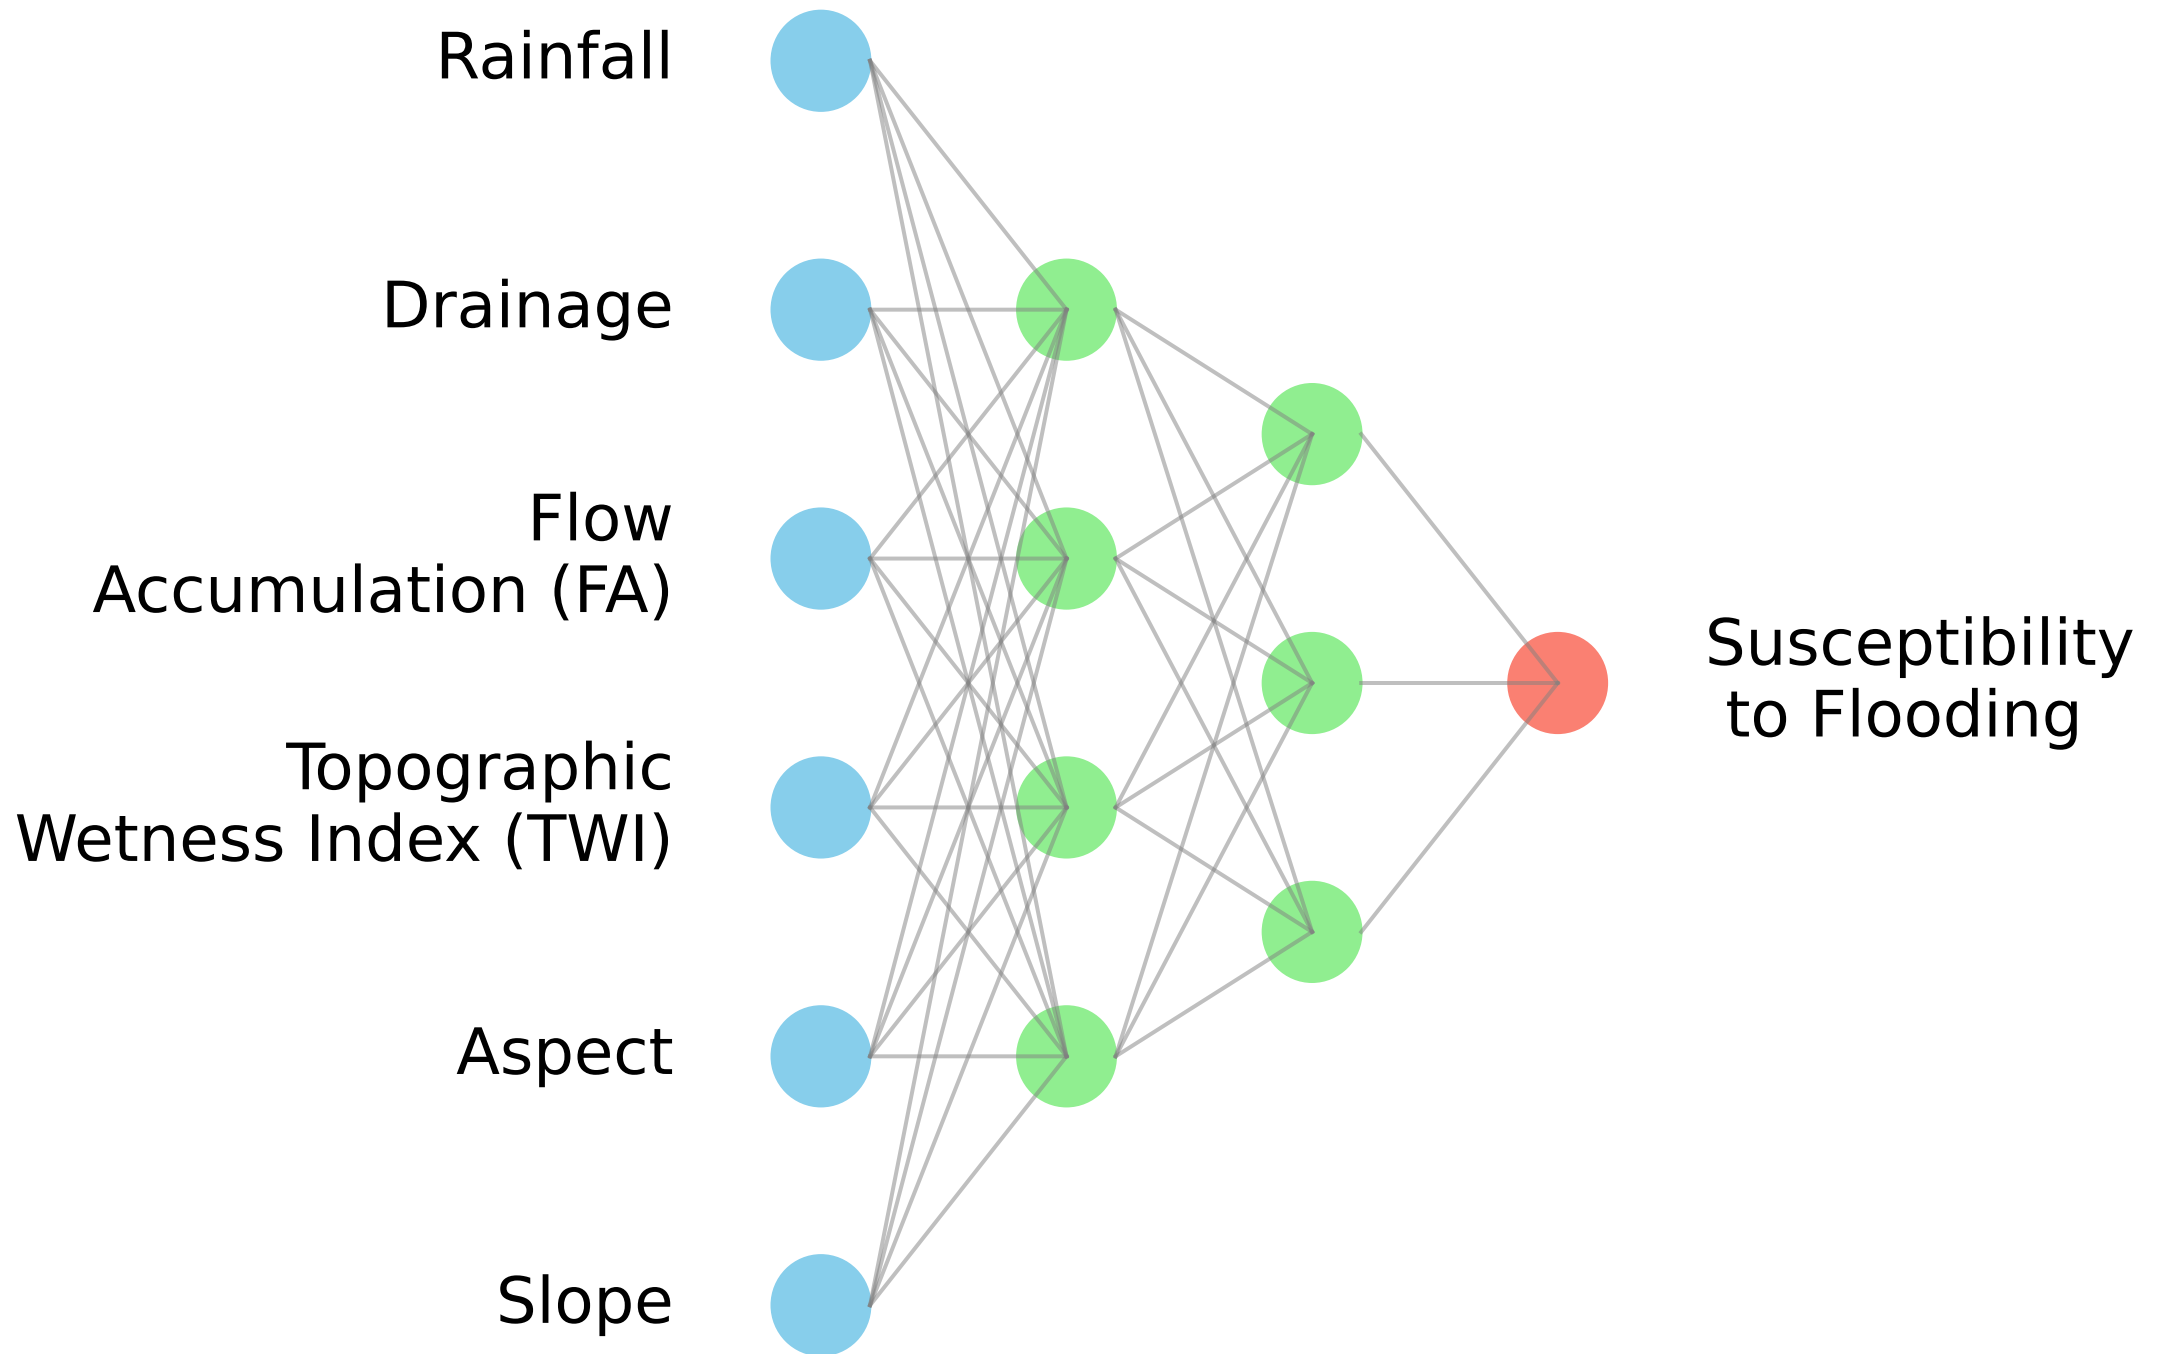 Rainfall
Drainage
Flow
Accumulation (FA)
Topographic
Wetness Index (TWI)
Aspect
Slope
Susceptibility
to Flooding